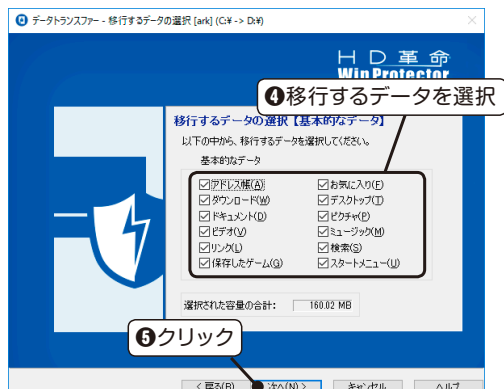 データトランスファー - 移行するデータの選択 [ark] (C:¥ -> D:¥)
HD革命
WinProtector
❹移行するデータを選択
移行するデータの選択【基本的なデータ】
以下の中から、移行するデータを選択してください。
基本的なデータ
アドレス帳(A) お気に入り(F)
ダウンロード(W) デスクトップ(T)
ドキュメント(D) ピクチャ(P)
ビデオ(V) ミュージック(M)
リンク(L) 検索(S)
保存したゲーム(G) スタートメニュー(U)
選択された容量の合計: 160.02 MB
❺クリック
< 戻る(B) 次へ(N) > キャンセル ヘルプ